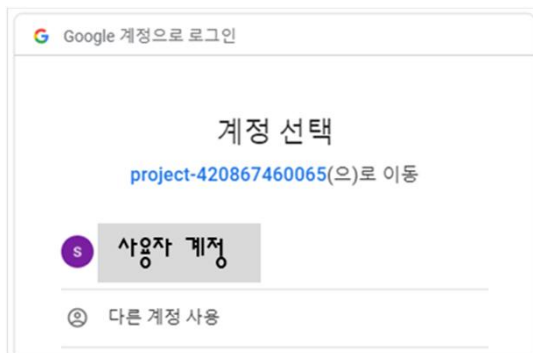 Google 계정으로 로그인
계정 선택
project-420867460065(으)로 이동
S
사용자 계정
다른 계정 사용